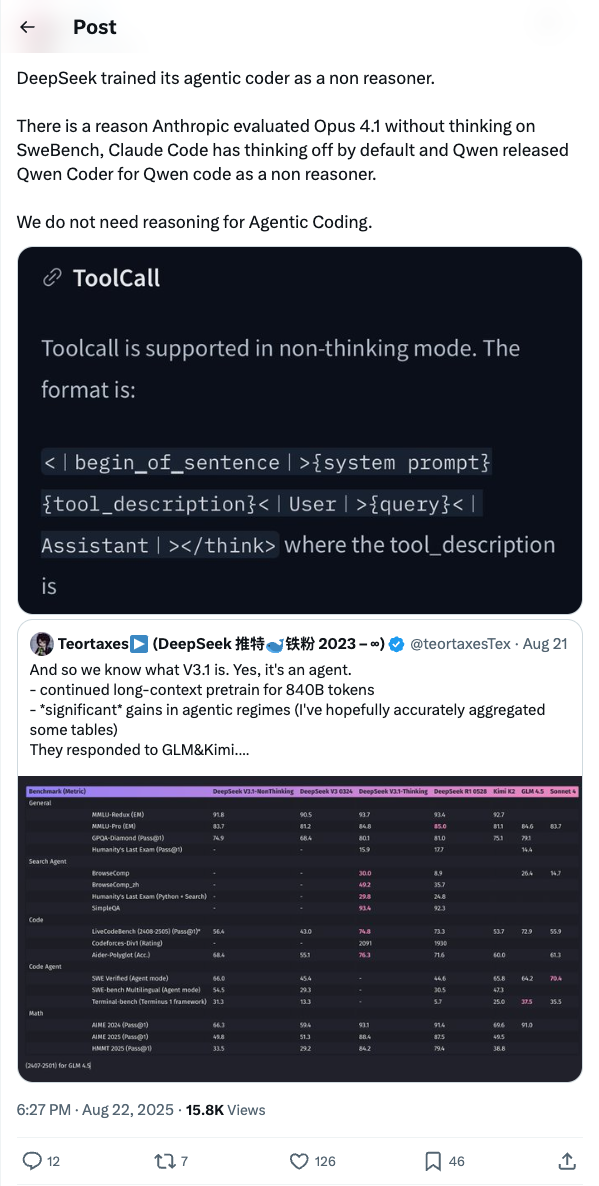 Post
DeepSeek trained its agentic coder as a non reasoner.
There is a reason Anthropic evaluated Opus 4.1 without thinking on
SweBench, Claude Code has thinking off by default and Qwen released
Qwen Coder for Qwen code as a non reasoner.
We do not need reasoning for Agentic Coding.
ToolCall
Toolcall is supported in non-thinking mode. The
format is:
<|begin_of_sentence|>{system prompt}
{tool_description}<|User|>{query}<|
Assistant|></think> where the tool_description
is
Teortaxes▶️ (DeepSeek 推特🐋铁粉 2023 – ∞) @teortaxesTex · Aug 21
And so we know what V3.1 is. Yes, it's an agent.
- continued long-context pretrain for 840B tokens
- *significant* gains in agentic regimes (I've hopefully accurately aggregated
some tables)
They responded to GLM&Kimi....
Benchmark (Metric) DeepSeek V3.1-NonThinking DeepSeek V3 0324 DeepSeek V3.1-Thinking DeepSeek R1 0528 Kimi K2 GLM 4.5 Sonnet 4
General
MMLU-Redux (EM) 91.8 90.5 93.7 93.4 92.7
MMLU-Pro (EM) 83.7 81.2 84.8 85.0 81.1 84.6 83.7
GPQA-Diamond (Pass@1) 74.9 68.4 80.1 81.0 75.1 79.1
Humanity's Last Exam (Pass@1) - - 15.9 17.7 14.4
Search Agent
BrowseComp - - 30.0 8.9 26.4 14.7
BrowseComp_zh - - 49.2 35.7
Humanity's Last Exam (Python + Search) - - 29.8 24.8
SimpleQA - - 93.4 92.3
Code
LiveCodeBench (2408-2505) (Pass@1)* 56.4 43.0 74.8 73.3 53.7 72.9 55.9
Codeforces-Div1 (Rating) - - 2091 1930
Aider-Polyglot (Acc.) 68.4 55.1 76.3 71.6 60.0 61.3
Code Agent
SWE Verified (Agent mode) 66.0 45.4 - 44.6 65.8 64.2 70.4
SWE-bench Multilingual (Agent mode) 54.5 29.3 - 30.5 47.3
Terminal-bench (Terminus 1 framework) 31.3 13.3 - 5.7 25.0 37.5 35.5
Math
AIME 2024 (Pass@1) 66.3 59.4 93.1 91.4 69.6 91.0
AIME 2025 (Pass@1) 49.8 51.3 88.4 87.5 49.5
HMMT 2025 (Pass@1) 33.5 29.2 84.2 79.4 38.8
(2407-2501) for GLM 4.5
6:27 PM · Aug 22, 2025 · 15.8K Views
12 7 126 46